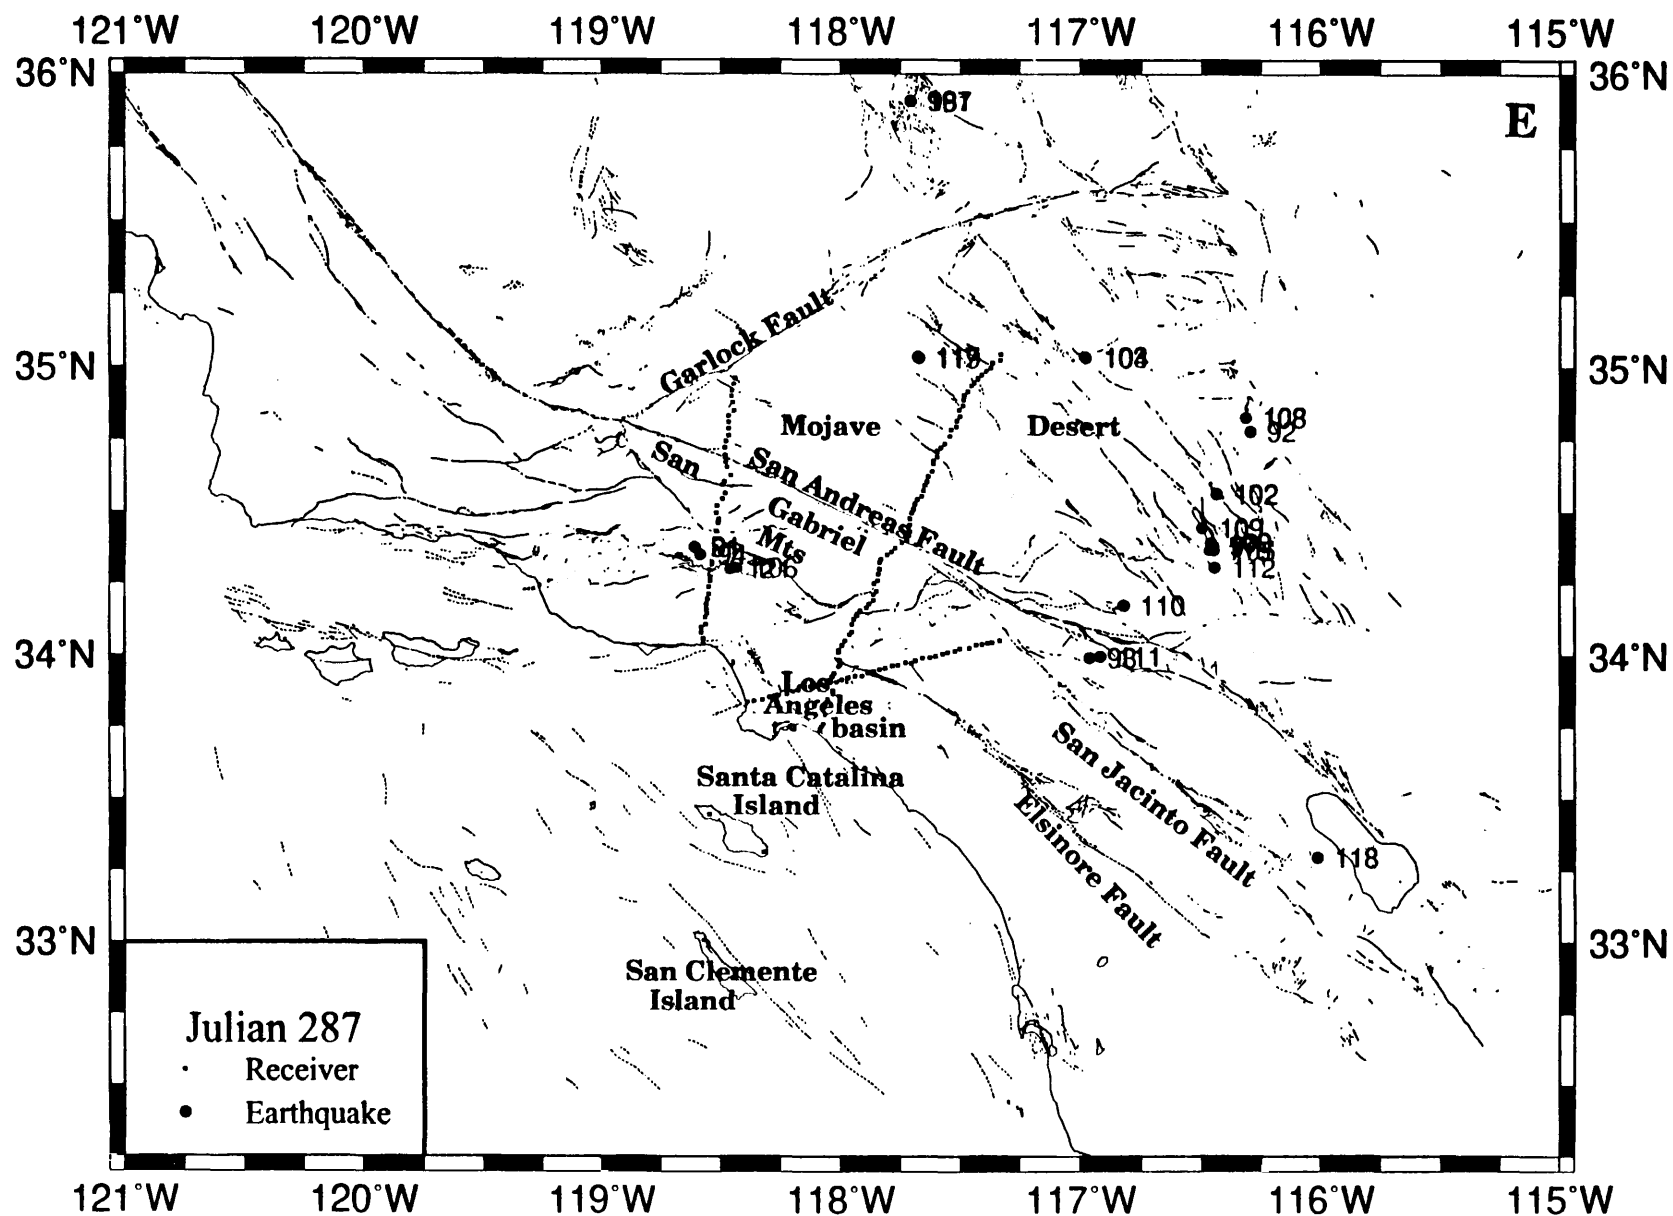 121°W 120°W 119°W 118°W 117°W 116°W 115°W
36°N 36°N
E
Garlock Fault
35°N 35°N
108
92
Mojave Desert
San
San Andreas Fault
102
Gabriel
109
Mts
112
110
34°N 34°N
Los
Angeles
basin
San Jacinto Fault
Santa Catalina
Island
Elsinore Fault
118
33°N 33°N
San Clemente
Island
Julian 287
Receiver
Earthquake
121°W 120°W 119°W 118°W 117°W 116°W 115°W